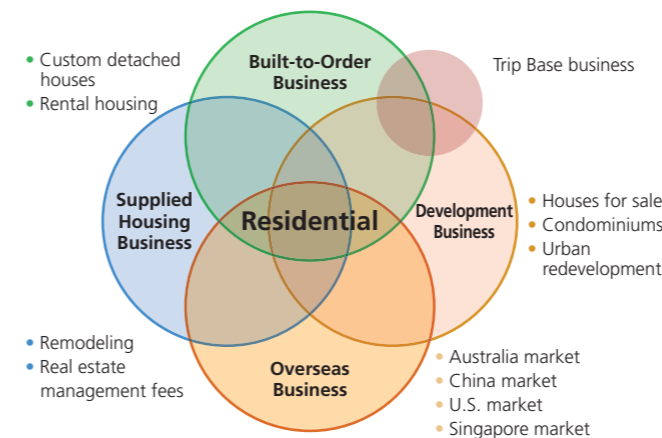 • Custom detached
houses
• Rental housing
Built-to-Order
Business
Trip Base business
Supplied
Housing
Business
Residential
Development
Business
• Houses for sale
• Condominiums
• Urban
redevelopment
• Remodeling
• Real estate
management fees
Overseas
Business
• Australia market
• China market
• U.S. market
• Singapore market